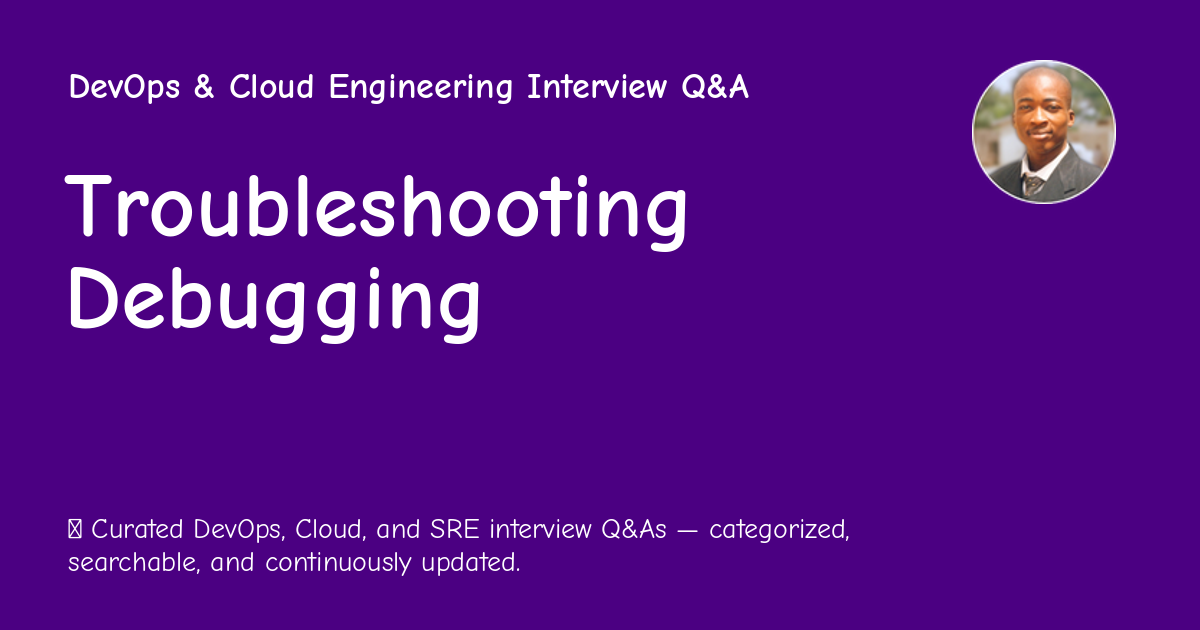 DevOps & Cloud Engineering Interview Q&A
Troubleshooting
Debugging
Curated DevOps, Cloud, and SRE interview Q&As — categorized,
searchable, and continuously updated.